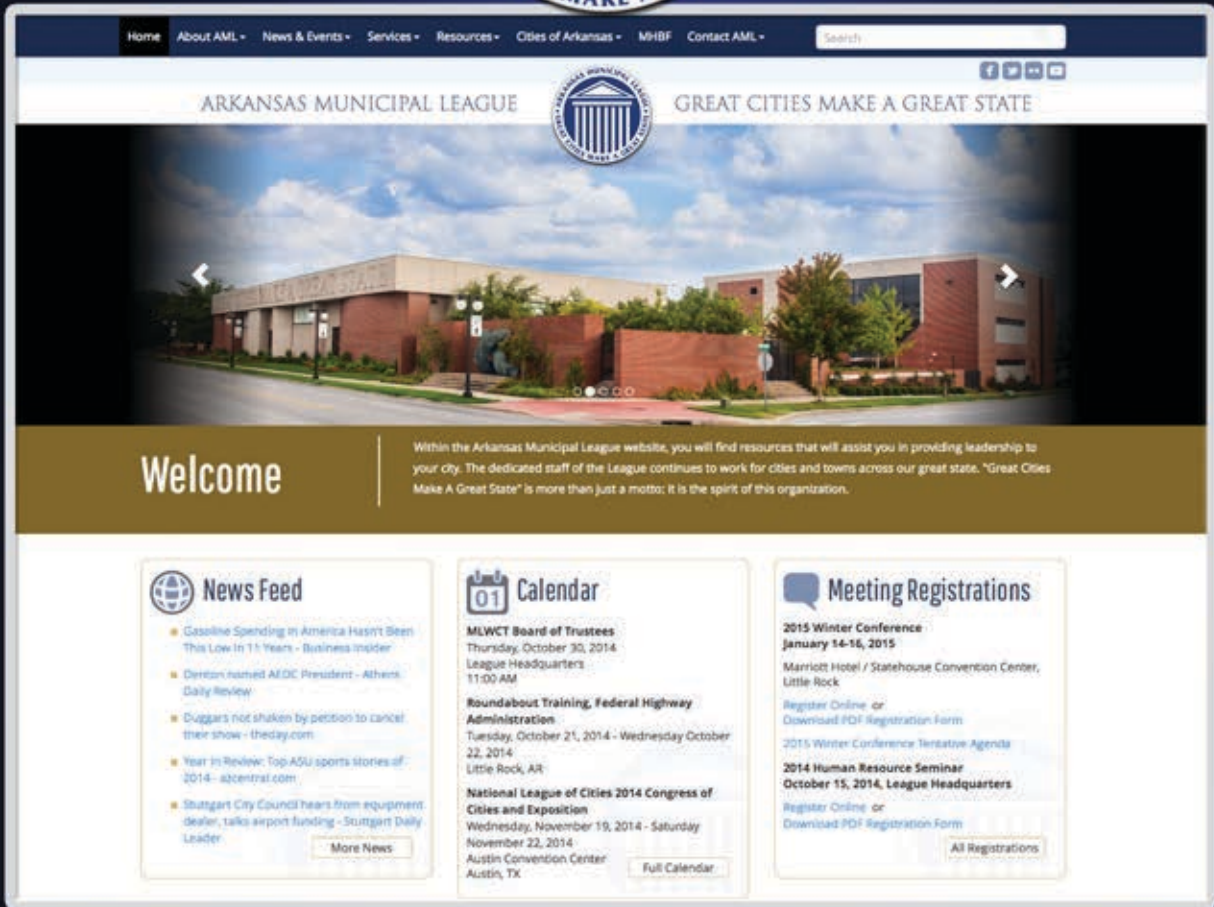 MAKE
Home About AML News & Events Services Resources Cities of Arkansas MHBF Contact AML Search
ARKANSAS MUNICIPAL LEAGUE GREAT CITIES MAKE A GREAT STATE
ARKANSAS MUNICIPAL LEAGUE
GREAT CITIES MAKE A GREAT STATE
Welcome
Within the Arkansas Municipal League website, you will find resources that will assist you in providing leadership to
your city. The dedicated staff of the League continues to work for cities and towns across our great state. "Great Cities
Make A Great State" is more than just a motto; it is the spirit of this organization.
News Feed
Gasoline Spending in America Hasn't Been
This Low In 11 Years - Business Insider
Denton named AEDC President - Athens
Daily Review
Duggars not shaken by petition to cancel
their show - theday.com
Year in Review: Top ASU sports stories of
2014 - azcentral.com
Stuttgart City Council hears from equipment
dealer, talks airport funding - Stuttgart Daily
Leader
More News
01 Calendar
MLWCT Board of Trustees
Thursday, October 30, 2014
League Headquarters
11:00 AM
Roundabout Training, Federal Highway
Administration
Tuesday, October 21, 2014 - Wednesday October
22, 2014
Little Rock, AR
National League of Cities 2014 Congress of
Cities and Exposition
Wednesday, November 19, 2014 - Saturday
November 22, 2014
Austin Convention Center
Austin, TX
Full Calendar
Meeting Registrations
2015 Winter Conference
January 14-16, 2015
Marriott Hotel / Statehouse Convention Center,
Little Rock
Register Online or
Download PDF Registration Form
2015 Winter Conference Tentative Agenda
2014 Human Resource Seminar
October 15, 2014, League Headquarters
Register Online or
Download PDF Registration Form
All Registrations